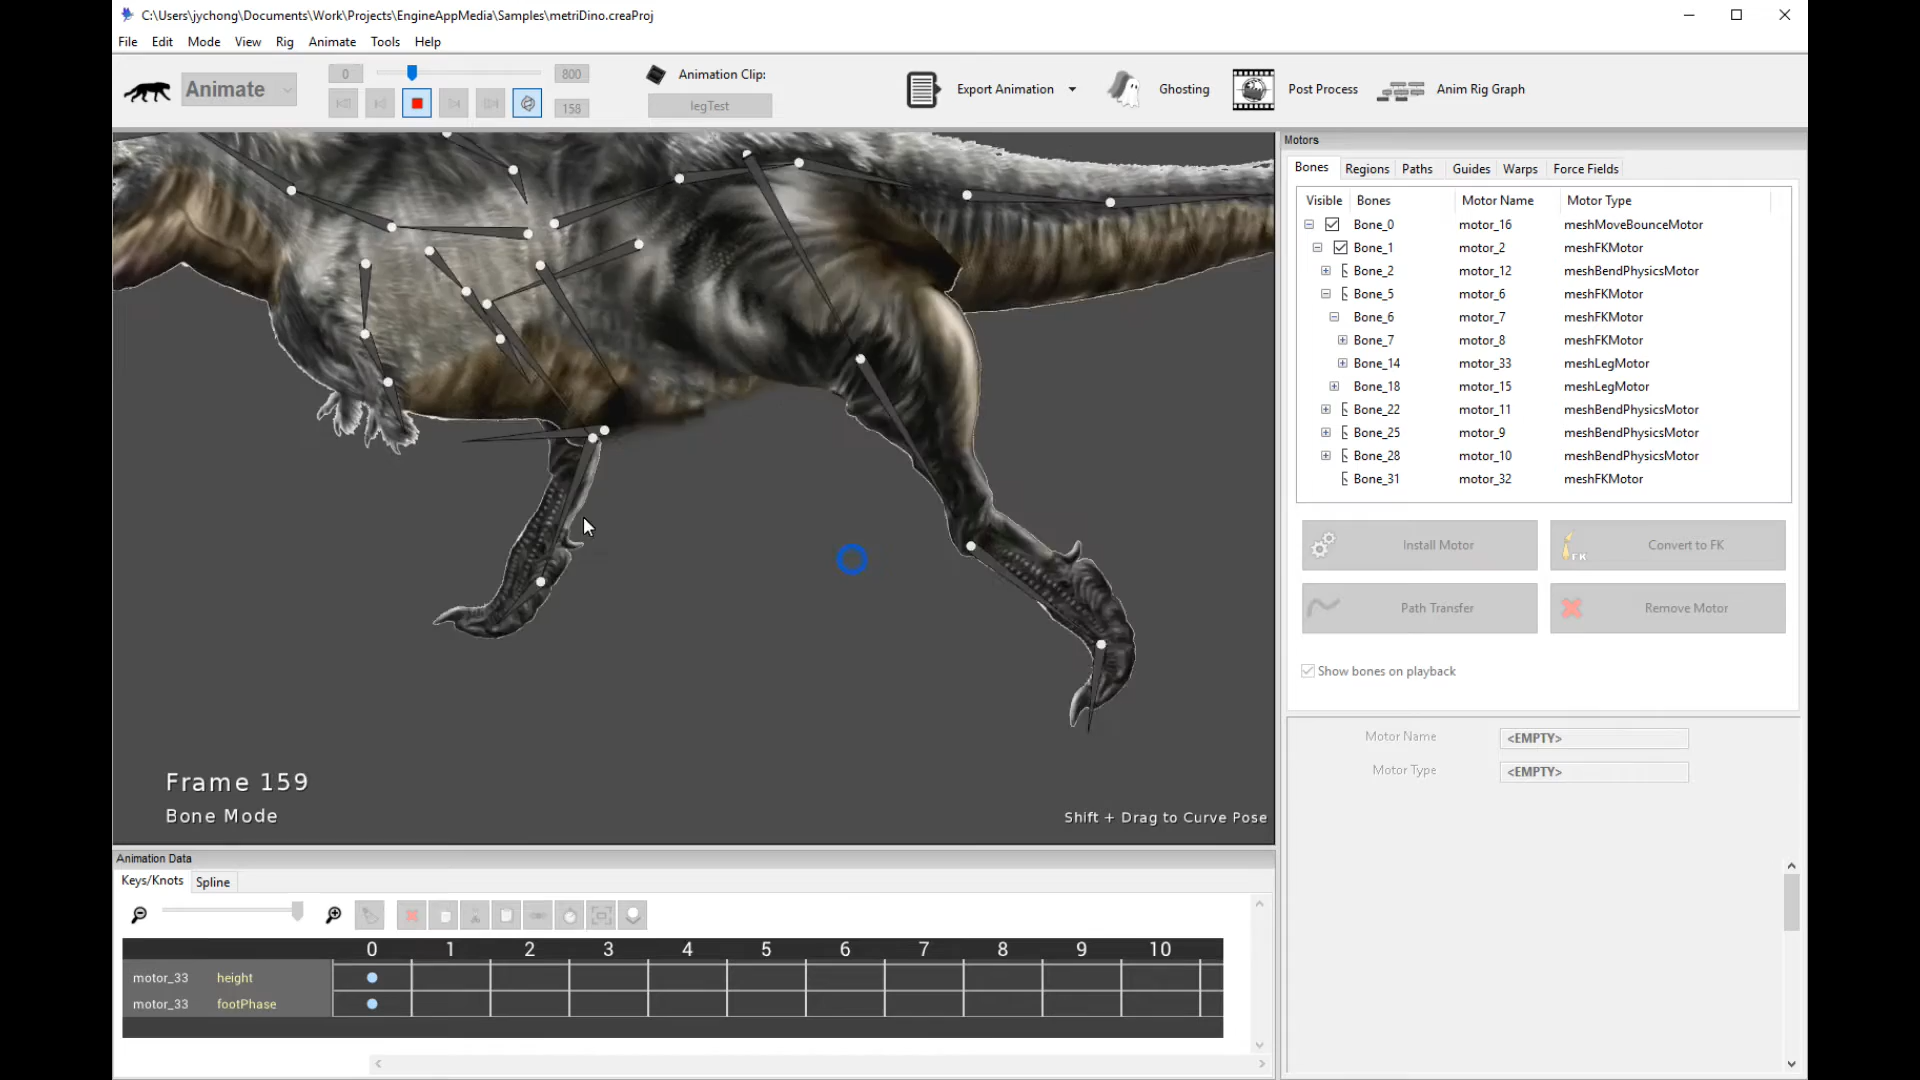 C:\Users\jychong\Documents\Work\Projects\EngineAppMedia\Samples\metriDino.creaProj
File Edit Mode View Rig Animate Tools Help
Animate
0 800
158
Animation Clip:
legTest
Export Animation
Ghosting
Post Process
Anim Rig Graph
Frame 159
Bone Mode
Shift + Drag to Curve Pose
Motors
Bones Regions Paths Guides Warps Force Fields
Visible Bones Motor Name Motor Type
Bone_0 motor_16 meshMoveBounceMotor
Bone_1 motor_2 meshFKMotor
Bone_2 motor_12 meshBendPhysicsMotor
Bone_5 motor_6 meshFKMotor
Bone_6 motor_7 meshFKMotor
Bone_7 motor_8 meshFKMotor
Bone_14 motor_33 meshLegMotor
Bone_18 motor_15 meshLegMotor
Bone_22 motor_11 meshBendPhysicsMotor
Bone_25 motor_9 meshBendPhysicsMotor
Bone_28 motor_10 meshBendPhysicsMotor
Bone_31 motor_32 meshFKMotor
Install Motor
FK
Convert to FK
Path Transfer
Remove Motor
Show bones on playback
Motor Name <EMPTY>
Motor Type <EMPTY>
Animation Data
Keys/Knots Spline
0 1 2 3 4 5 6 7 8 9 10
motor_33 height
motor_33 footPhase